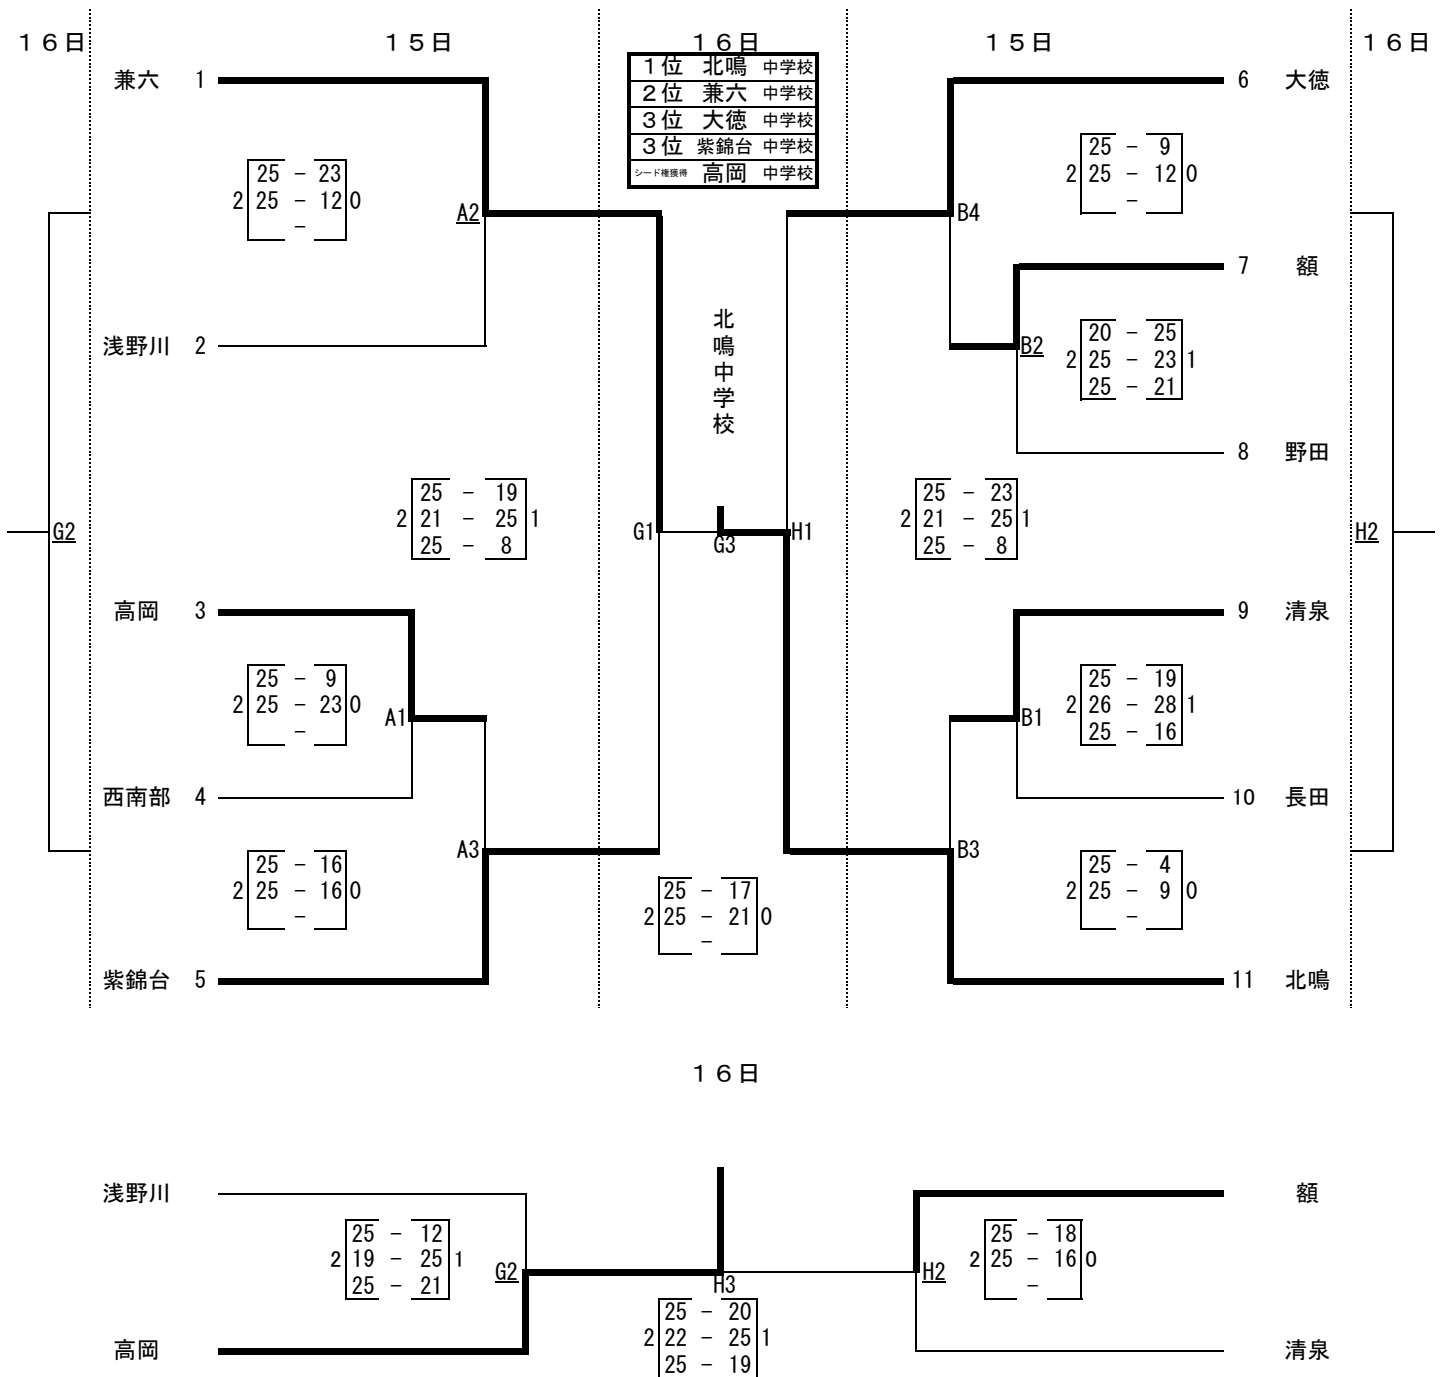 １６日 １５日 １６日 １５日 １６日
１位 北鳴 中学校
２位 兼六 中学校
３位 大徳 中学校
３位 紫錦台 中学校
シード権獲得 高岡 中学校
兼六 1
6 大徳
25 - 23
2 25 - 12 0
-
A2
25 - 9
2 25 - 12 0
-
B4
7 額
浅野川 2
北鳴中学校
B2
20 - 25
2 25 - 23 1
25 - 21
8 野田
25 - 19
2 21 - 25 1
25 - 8
25 - 23
2 21 - 25 1
25 - 8
G2 G1 G3 H1 H2
高岡 3
9 清泉
25 - 9
2 25 - 23 0
-
A1
B1
25 - 19
2 26 - 28 1
25 - 16
西南部 4
10 長田
A3
B3
25 - 16
2 25 - 16 0
-
25 - 17
2 25 - 21 0
-
25 - 4
2 25 - 9 0
-
紫錦台 5
11 北鳴
１６日
浅野川
額
25 - 12
2 19 - 25 1
25 - 21
G2
H3
H2
25 - 18
2 25 - 16 0
-
25 - 20
2 22 - 25 1
25 - 19
高岡
清泉